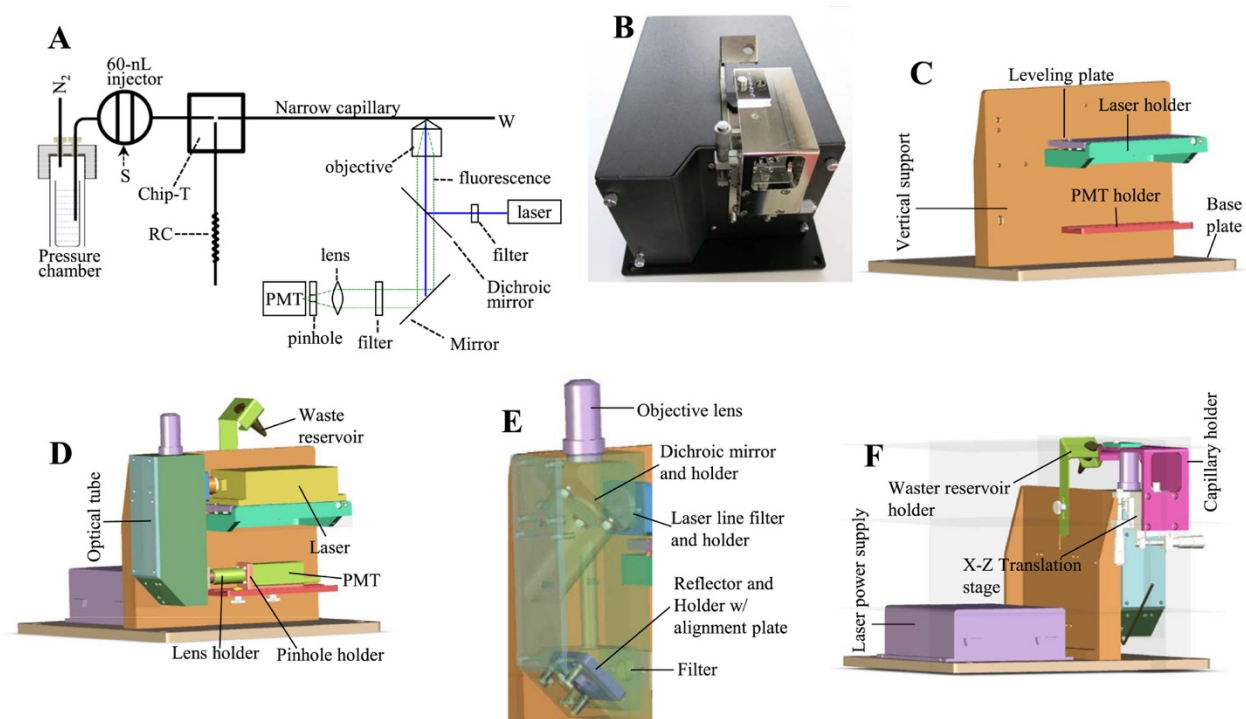 A
60-nL
injector
N2
Narrow capillary
W
S
objective
Chip-T
fluorescence
laser
RC
filter
Pressure
chamber
lens
Dichroic
mirror
PMT
pinhole
filter
Mirror
B
C
Leveling plate
Laser holder
Vertical support
PMT holder
Base
plate
D
Waste
reservoir
Optical tube
Laser
PMT
Lens holder
Pinhole holder
E
Objective lens
Dichroic mirror
and holder
Laser line filter
and holder
Reflector and
Holder w/
alignment plate
Filter
F
Waster reservoir
holder
Capillary holder
Laser power supply
X-Z Translation
stage